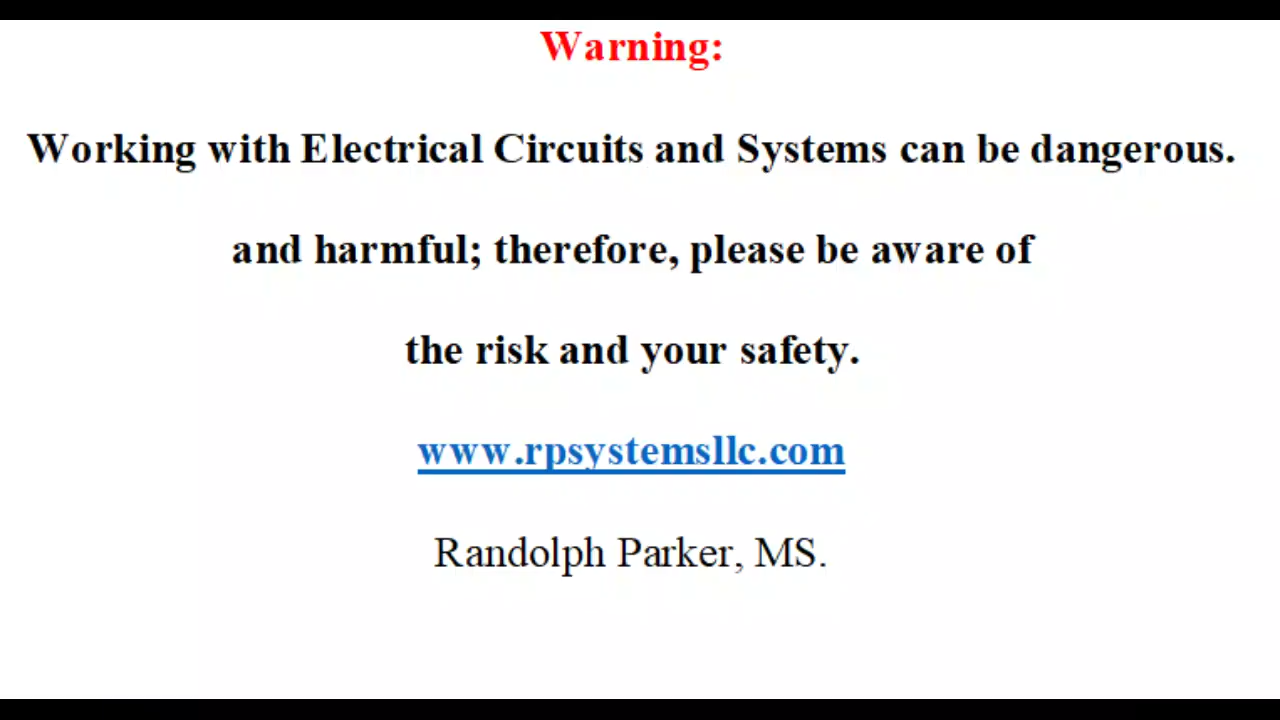 Warning:
Working with Electrical Circuits and Systems can be dangerous.
and harmful; therefore, please be aware of
the risk and your safety.
www.rpsystemsllc.com
Randolph Parker, MS.